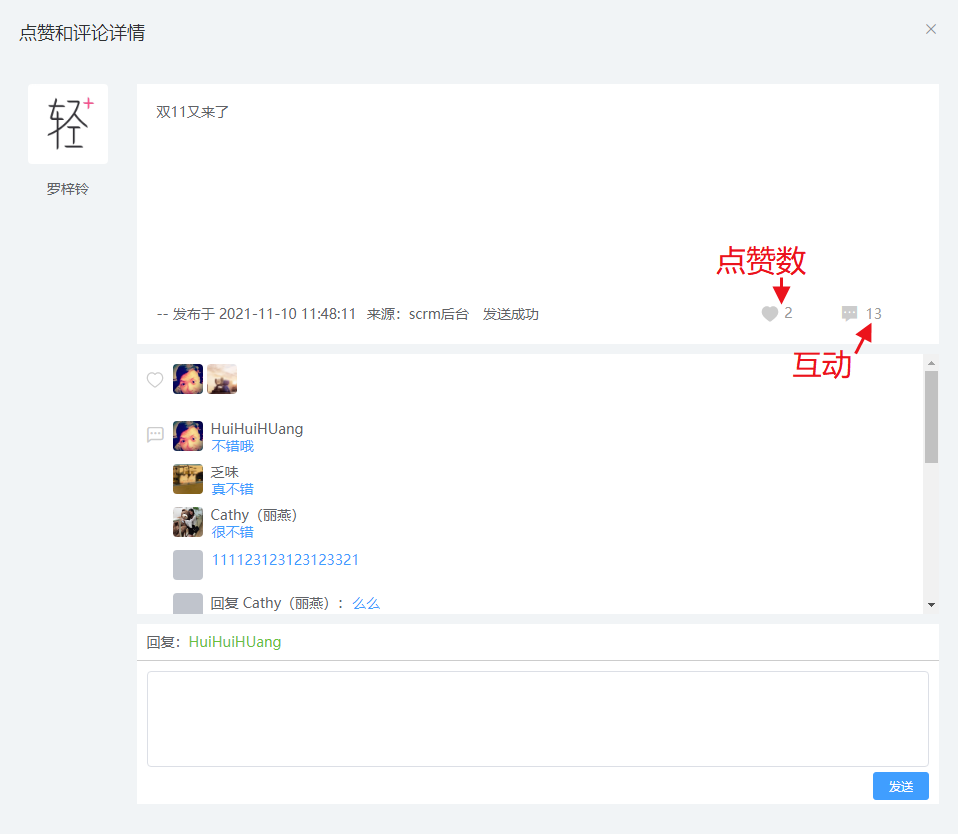 点赞和评论详情
轻+
罗梓铃
双11又来了
点赞数
-- 发布于 2021-11-10 11:48:11 来源：scrm后台 发送成功
2
13
互动
HuiHuiHUang
不错哦
芝味
真不错
Cathy（丽燕）
很不错
111123123123123321
回复 Cathy（丽燕）：么么
回复：HuiHuiHUang
发送